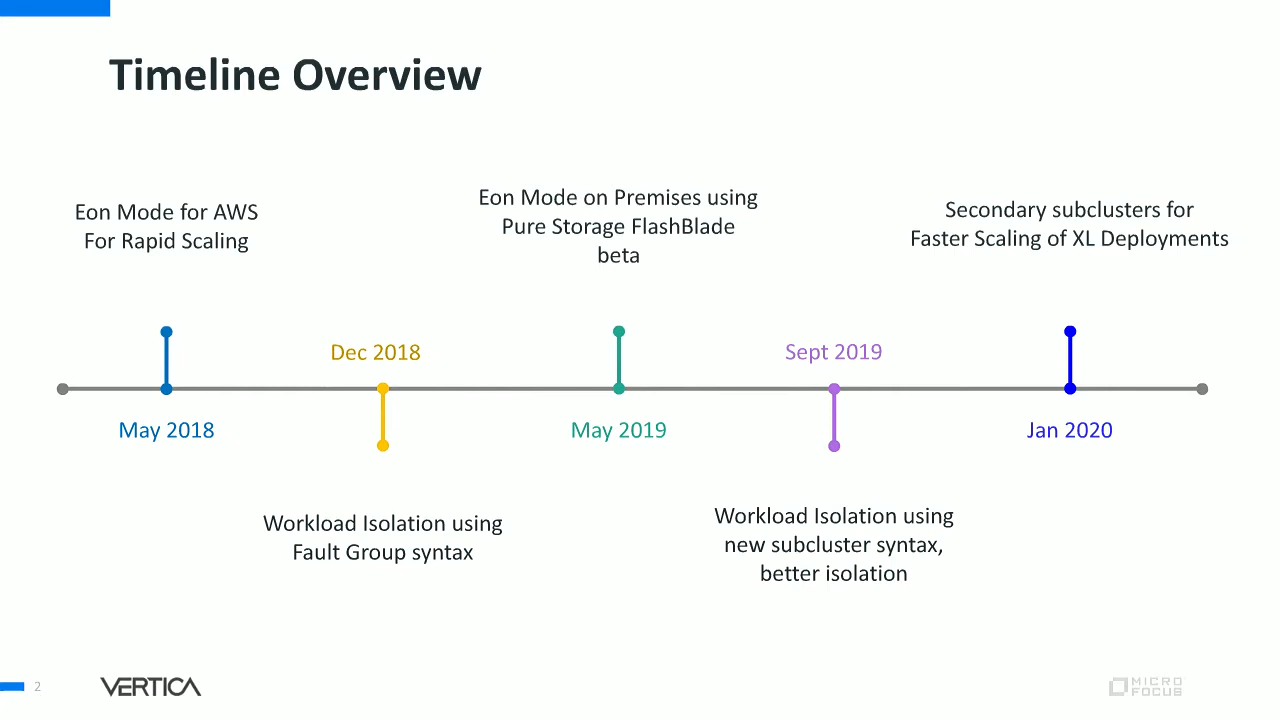 Timeline Overview
Eon Mode for AWS
For Rapid Scaling
May 2018
Dec 2018
Workload Isolation using
Fault Group syntax
Eon Mode on Premises using
Pure Storage FlashBlade
beta
May 2019
Sept 2019
Workload Isolation using
new subcluster syntax,
better isolation
Secondary subclusters for
Faster Scaling of XL Deployments
Jan 2020
2
VERTICA
MICRO
FOCUS